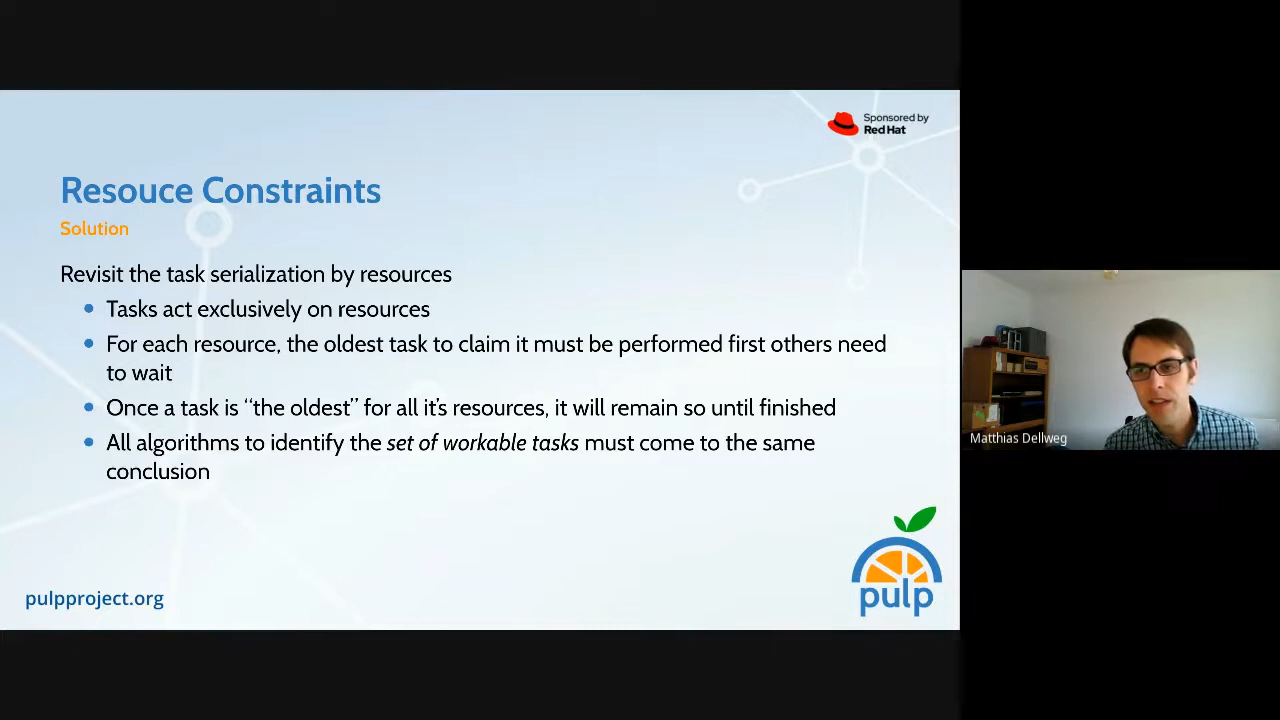 Sponsored by
Red Hat
Resouce Constraints
Solution
Revisit the task serialization by resources
Tasks act exclusively on resources
For each resource, the oldest task to claim it must be performed first others need
to wait
Once a task is “the oldest” for all it’s resources, it will remain so until finished
All algorithms to identify the set of workable tasks must come to the same
conclusion
Matthias Dellweg
pulpproject.org
pulp